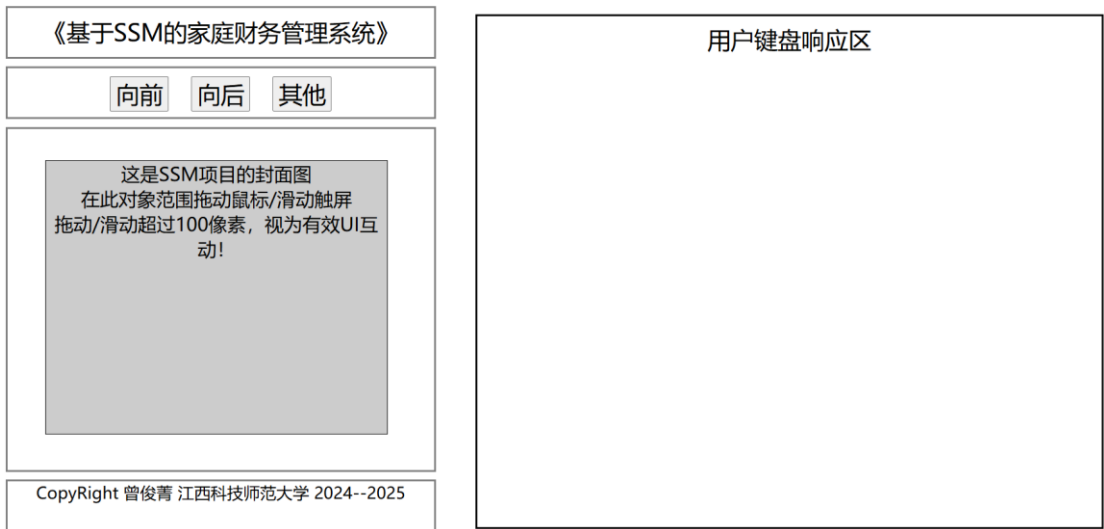 《基于SSM的家庭财务管理系统》
向前 向后 其他
这是SSM项目的封面图
在此对象范围拖动鼠标/滑动触屏
拖动/滑动超过100像素，视为有效UI互
动！
CopyRight 曾俊菁 江西科技师范大学 2024--2025
用户键盘响应区